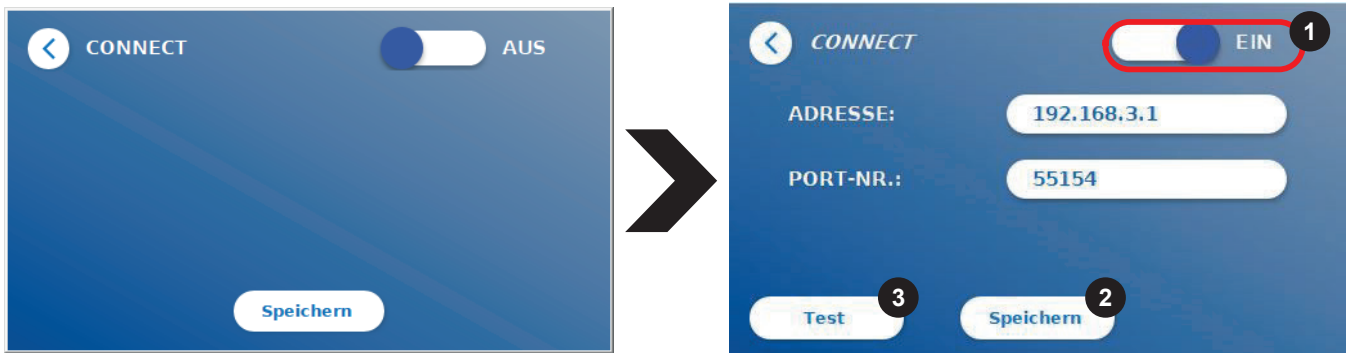 CONNECT AUS
Speichern
CONNECT EIN 1
ADRESSE: 192.168.3.1
PORT-NR.: 55154
Test 3 Speichern 2